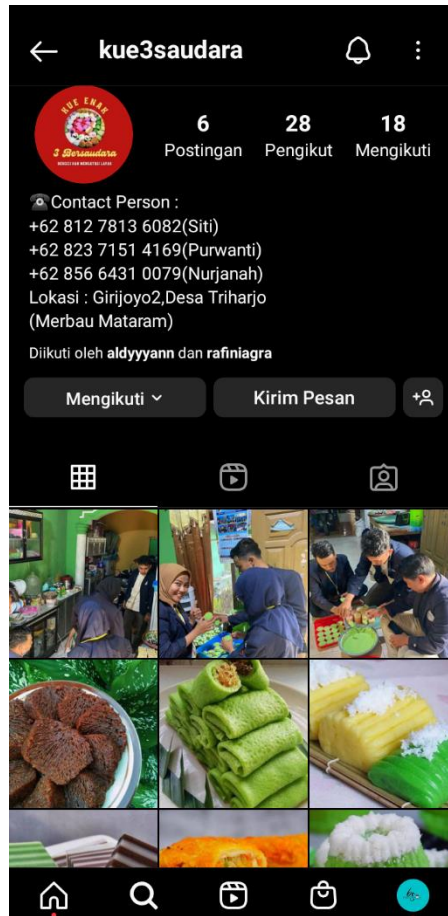 kue3saudara
KUE ENAK
3 Bersaudara
6
Postingan
28
Pengikut
18
Mengikuti
☎Contact Person :
+62 812 7813 6082(Siti)
+62 823 7151 4169(Purwanti)
+62 856 6431 0079(Nurjanah)
Lokasi : Girijoyo2,Desa Triharjo
(Merbau Mataram)
Diikuti oleh aldyyyann dan rafiniagra
Mengikuti
Kirim Pesan